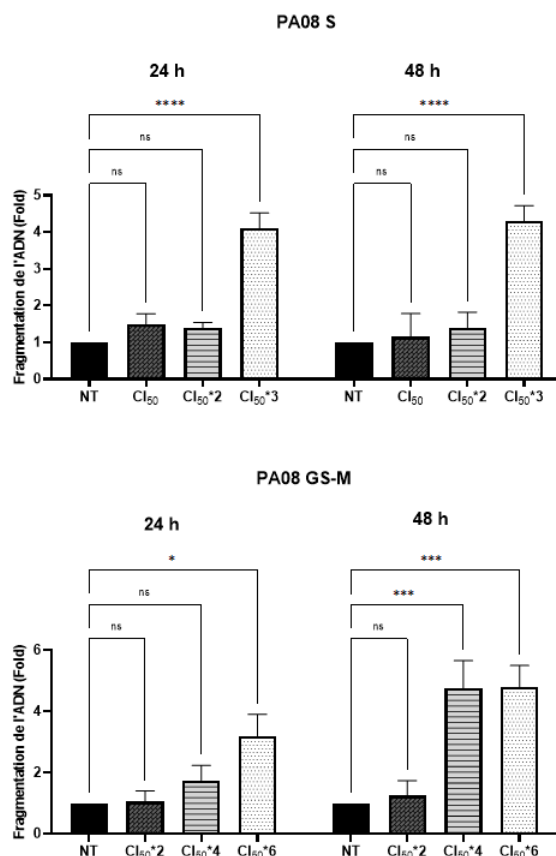 PA08 S
24 h
48 h
****
****
ns
ns
ns
ns
Fragmentation de l'ADN (Fold)
5
4
3
2
1
0
NT
CI₅₀
CI₅₀*2
CI₅₀*3
NT
CI₅₀
CI₅₀*2
CI₅₀*3
PA08 GS-M
24 h
48 h
*
***
ns
***
ns
ns
Fragmentation de l'ADN (Fold)
6
4
2
0
NT
CI₅₀*2
CI₅₀*4
CI₅₀*6
NT
CI₅₀*2
CI₅₀*4
CI₅₀*6